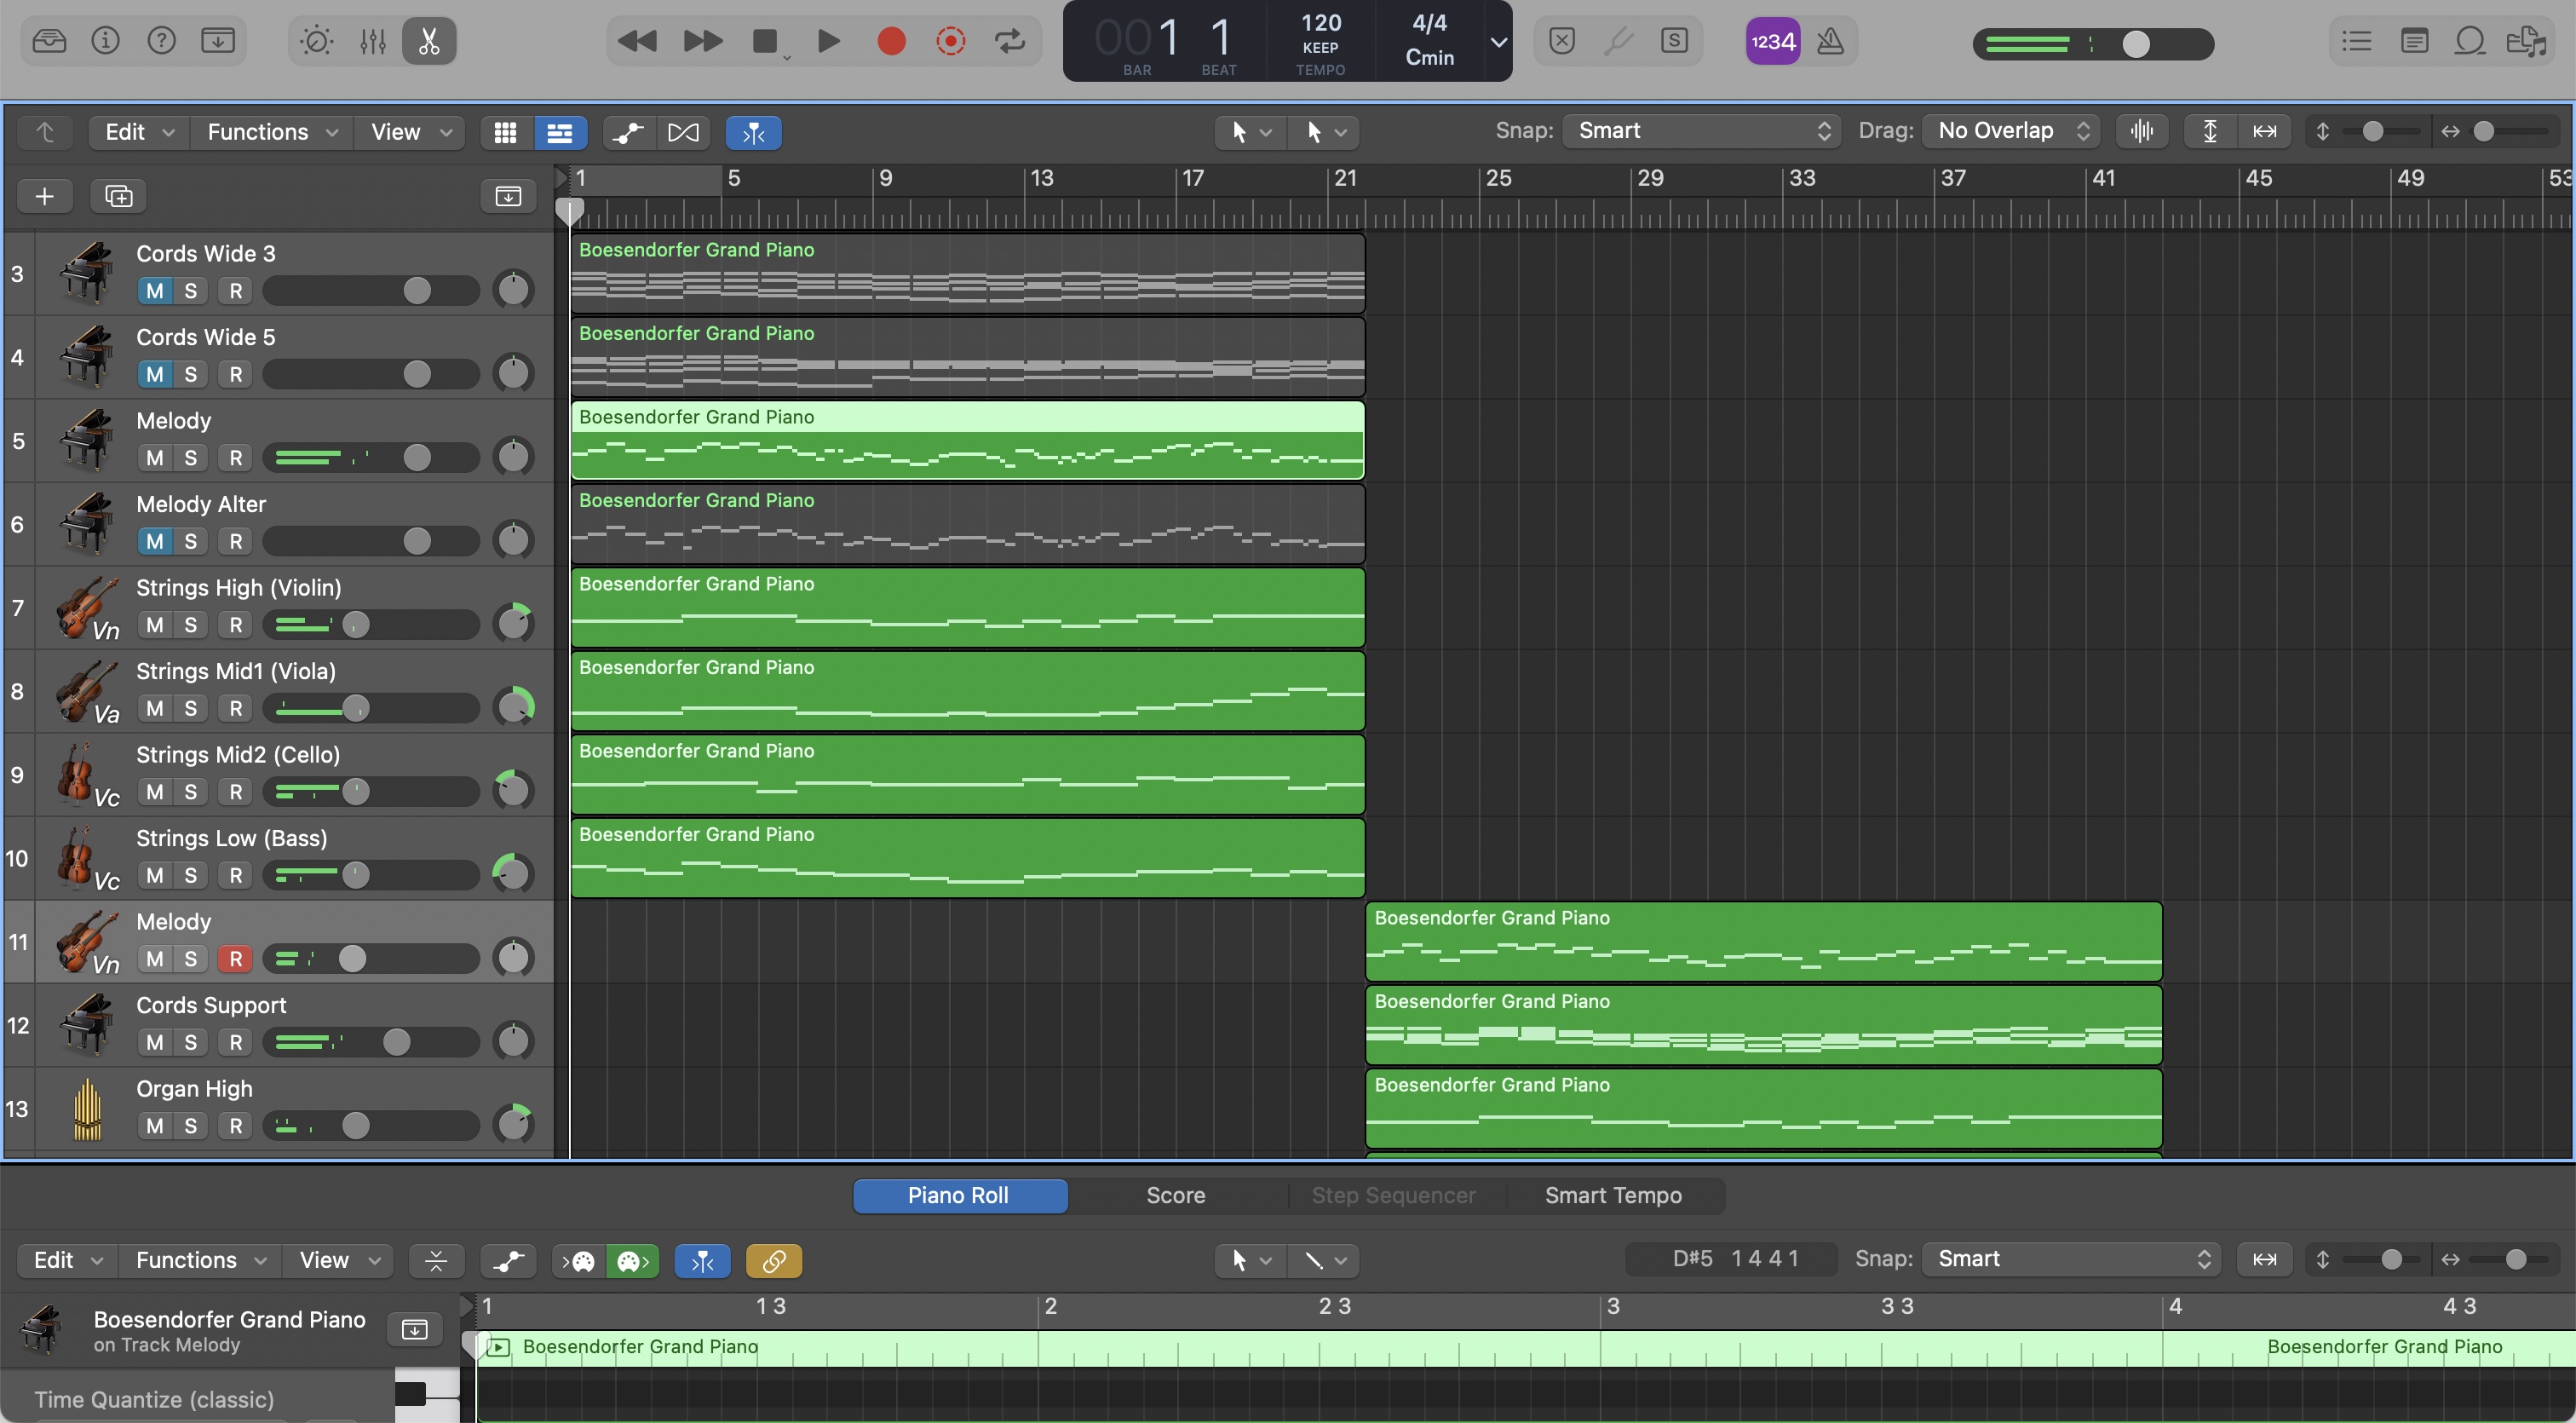 001 1 120 4/4
KEEP Cmin
BAR BEAT TEMPO
S
1234
Edit Functions View Snap: Smart Drag: No Overlap
1 5 9 13 17 21 25 29 33 37 41 45 49 53
3 Cords Wide 3 Boesendorfer Grand Piano
M S R
4 Cords Wide 5 Boesendorfer Grand Piano
M S R
5 Melody Boesendorfer Grand Piano
M S R
6 Melody Alter Boesendorfer Grand Piano
M S R
7 Strings High (Violin) Boesendorfer Grand Piano
Vn M S R
8 Strings Mid1 (Viola) Boesendorfer Grand Piano
Va M S R
9 Strings Mid2 (Cello) Boesendorfer Grand Piano
Vc M S R
10 Strings Low (Bass) Boesendorfer Grand Piano
Vc M S R
11 Melody Boesendorfer Grand Piano
Vn M S R
12 Cords Support Boesendorfer Grand Piano
M S R
13 Organ High Boesendorfer Grand Piano
M S R
Piano Roll Score Step Sequencer Smart Tempo
Edit Functions View D#5 1 4 4 1 Snap: Smart
1 1 3 2 2 3 3 3 3 4 4 3
Boesendorfer Grand Piano
on Track Melody
Boesendorfer Grand Piano Boesendorfer Grand Piano
Time Quantize (classic)